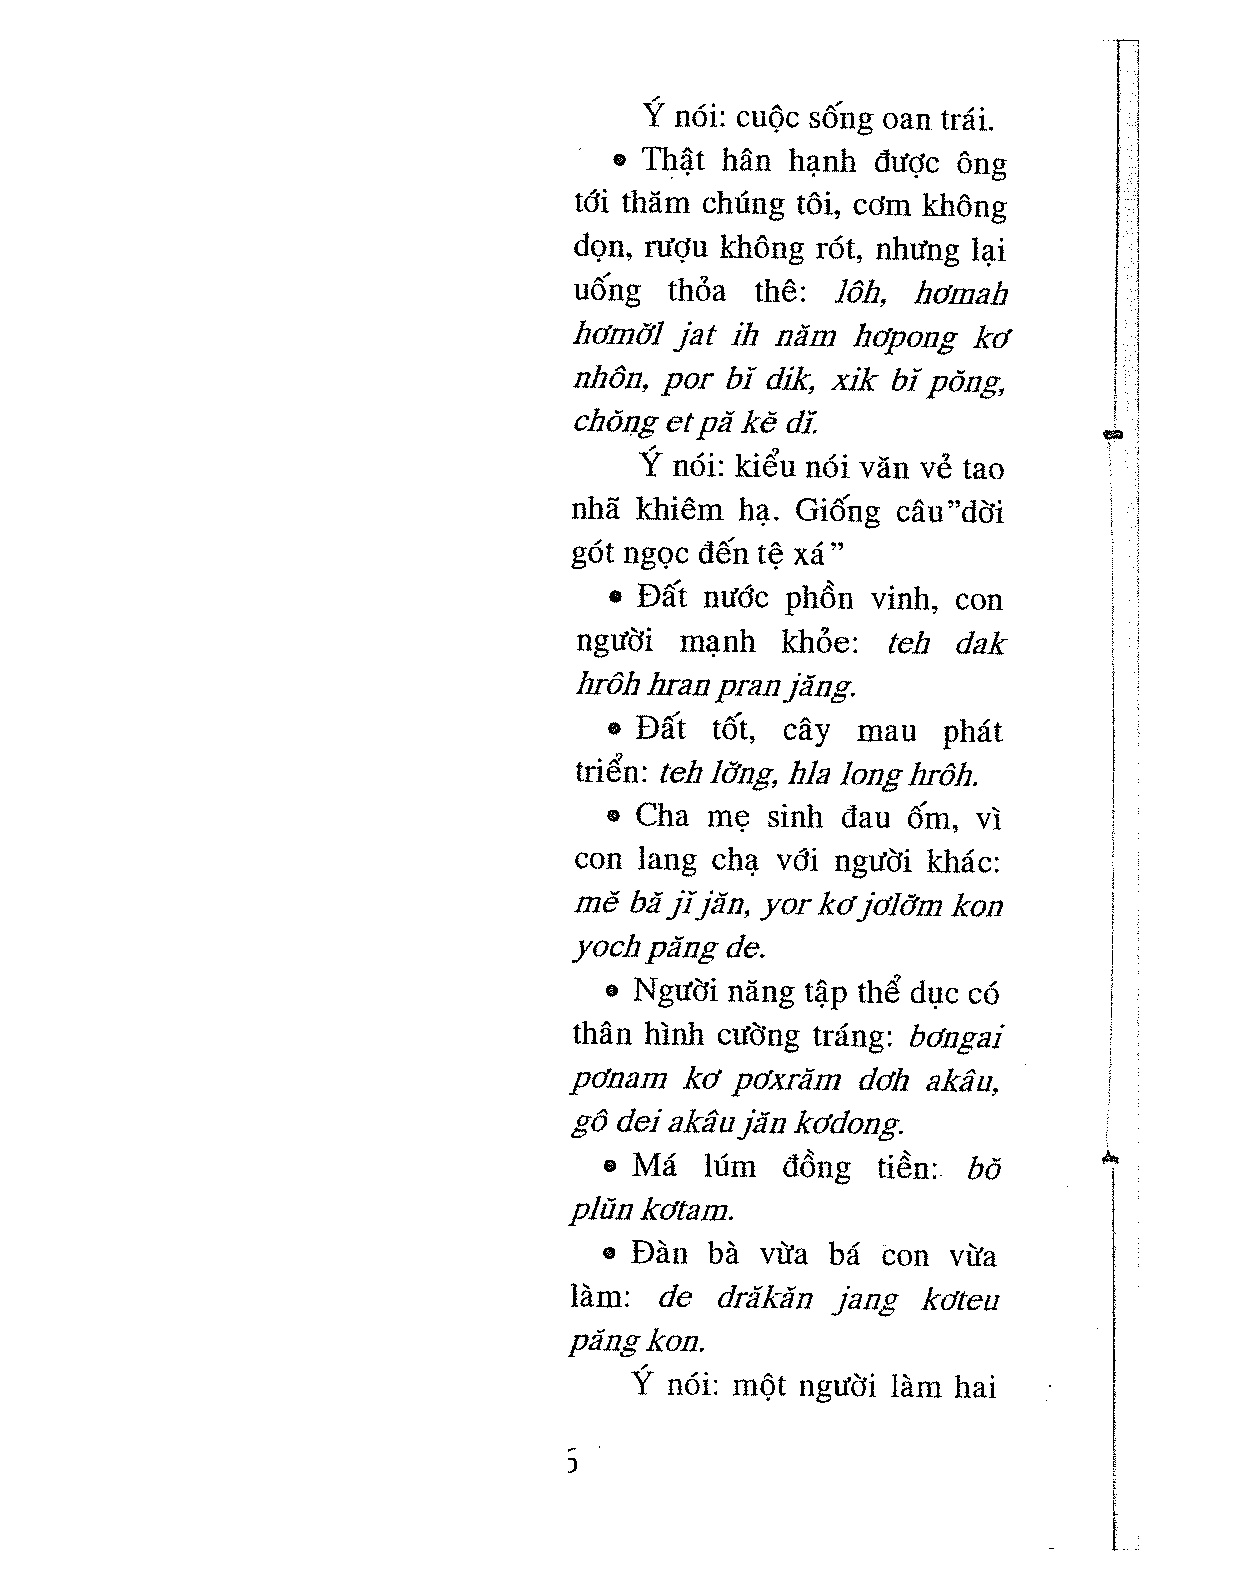 Ý nói: cuộc sống oan trái.
• Thật hân hạnh được ông
tới thăm chúng tôi, cơm không
dọn, rượu không rót, nhưng lại
uống thỏa thê: lôh, hơmah
hơmơ̆l jat ih năm hơpong kơ
nhôn, por bĭ dik, xik bĭ pŏng,
chŏng et pă kĕ dĭ.
Ý nói: kiểu nói văn vẻ tao
nhã khiêm hạ. Giống câu"dời
gót ngọc đến tệ xá"
• Đất nước phồn vinh, con
người mạnh khỏe: teh dak
hrôh hran pran jăng.
• Đất tốt, cây mau phát
triển: teh lơ̆ng, hla long hrôh.
• Cha mẹ sinh đau ốm, vì
con lang chạ với người khác:
mĕ bă jĭ jăn, yor kơ jơlơ̆m kon
yoch păng de.
• Người năng tập thể dục có
thân hình cường tráng: bơngai
pơnam kơ pơxrăm dơh akâu,
gô dei akâu jăn kơdong.
• Má lúm đồng tiền: bŏ
plŭn kơtam.
• Đàn bà vừa bá con vừa
làm: de drăkăn jang kơteu
păng kon.
Ý nói: một người làm hai